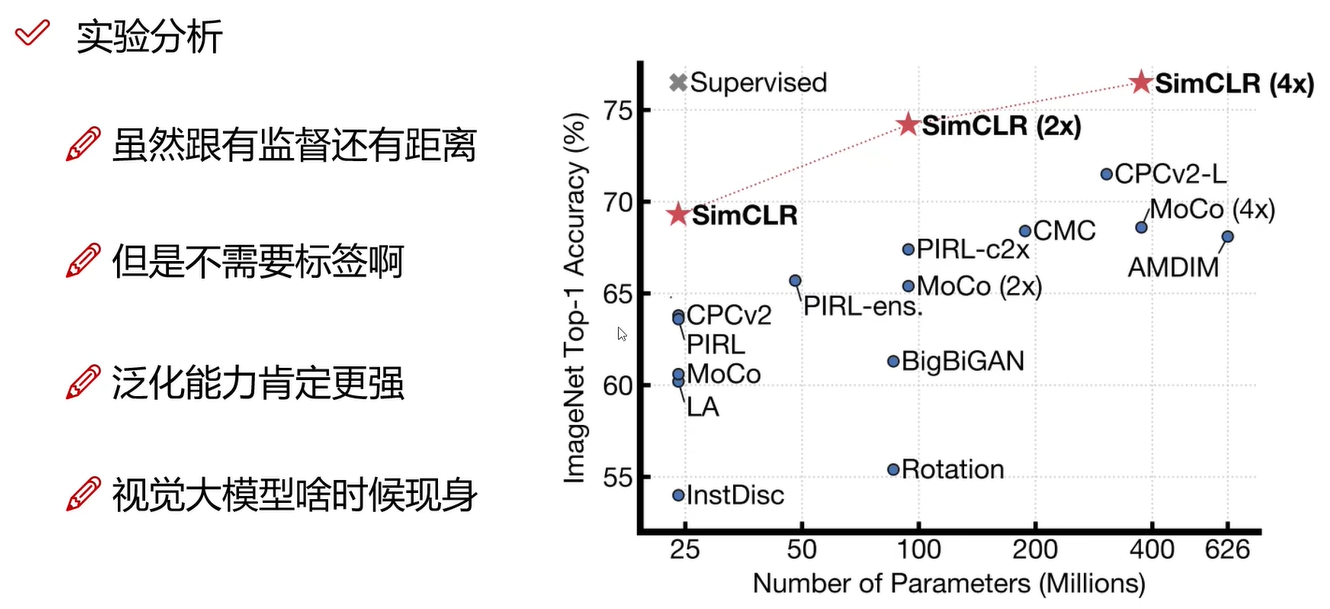 实验分析
虽然跟有监督还有距离
但是不需要标签啊
泛化能力肯定更强
视觉大模型啥时候现身
ImageNet Top-1 Accuracy (%)
75
70
65
60
55
Supervised
SimCLR (4x)
SimCLR (2x)
CPCv2-L
MoCo (4x)
SimCLR
CMC
PIRL-c2x
AMDIM
MoCo (2x)
PIRL-ens.
CPCv2
PIRL
BigBiGAN
MoCo
LA
Rotation
InstDisc
25 50 100 200 400 626
Number of Parameters (Millions)